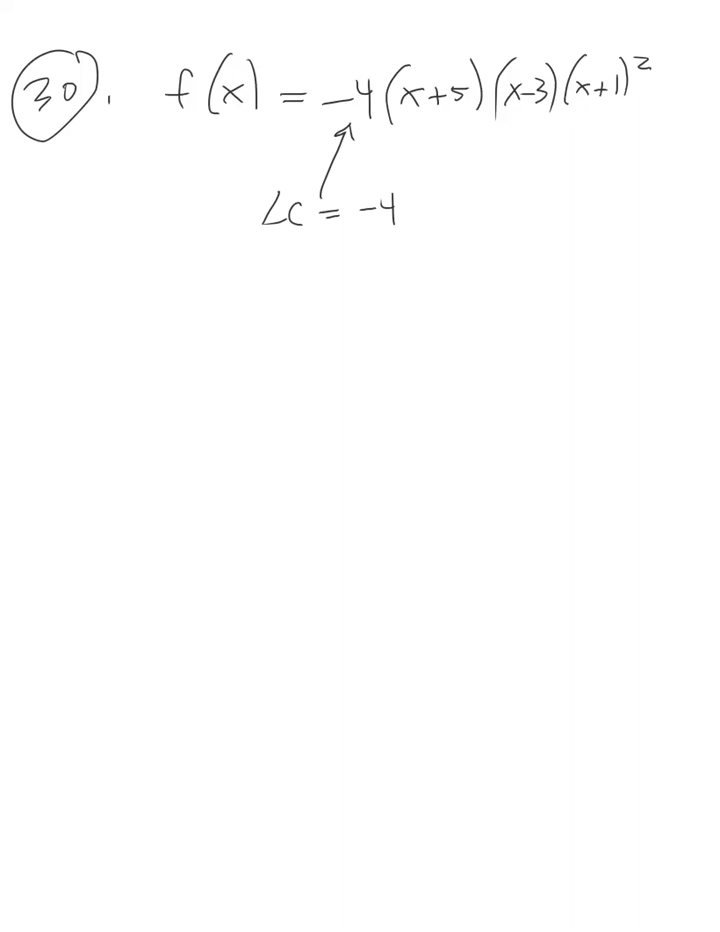 30. f(x) = -4(x+5)(x-3)(x+1)²
LC = -4